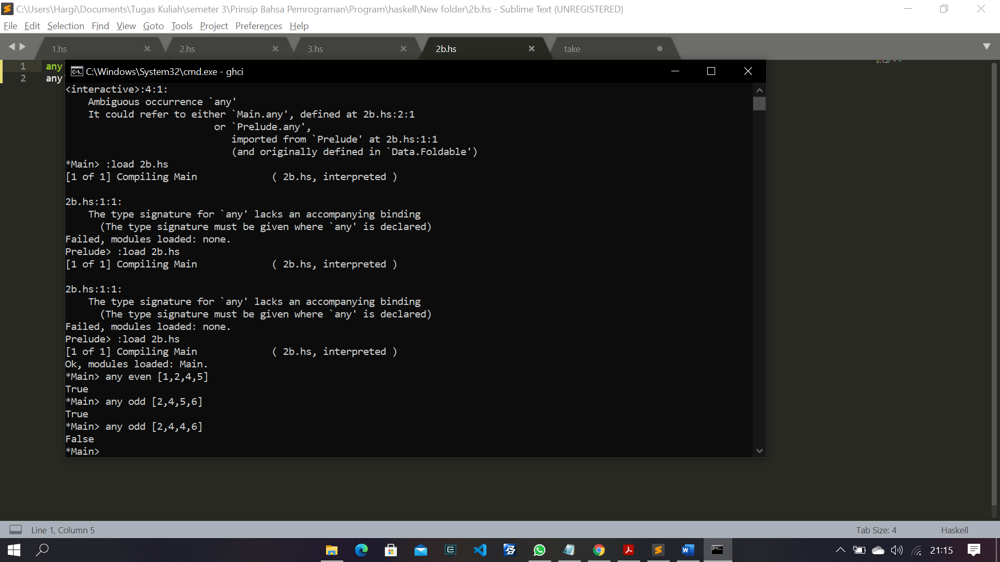 C:\Users\Hargi\Documents\Tugas Kuliah\semeter 3\Prinsip Bahsa Pemrograman\Program\haskell\New folder\2b.hs - Sublime Text (UNREGISTERED)
File Edit Selection Find View Goto Tools Project Preferences Help
1.hs 2.hs 3.hs 2b.hs take
1 any
2 any
C:\Windows\System32\cmd.exe - ghci
<interactive>:4:1:
Ambiguous occurrence `any'
It could refer to either `Main.any', defined at 2b.hs:2:1
or `Prelude.any',
imported from `Prelude' at 2b.hs:1:1
(and originally defined in `Data.Foldable')
*Main> :load 2b.hs
[1 of 1] Compiling Main ( 2b.hs, interpreted )
2b.hs:1:1:
The type signature for `any' lacks an accompanying binding
(The type signature must be given where `any' is declared)
Failed, modules loaded: none.
Prelude> :load 2b.hs
[1 of 1] Compiling Main ( 2b.hs, interpreted )
2b.hs:1:1:
The type signature for `any' lacks an accompanying binding
(The type signature must be given where `any' is declared)
Failed, modules loaded: none.
Prelude> :load 2b.hs
[1 of 1] Compiling Main ( 2b.hs, interpreted )
Ok, modules loaded: Main.
*Main> any even [1,2,4,5]
True
*Main> any odd [2,4,5,6]
True
*Main> any odd [2,4,4,6]
False
*Main>
Line 1, Column 5 Tab Size: 4 Haskell
21:15